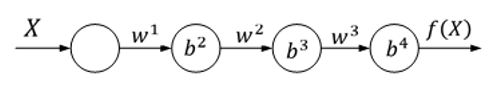 X w¹ b² w² b³ w³ b⁴ f(X)